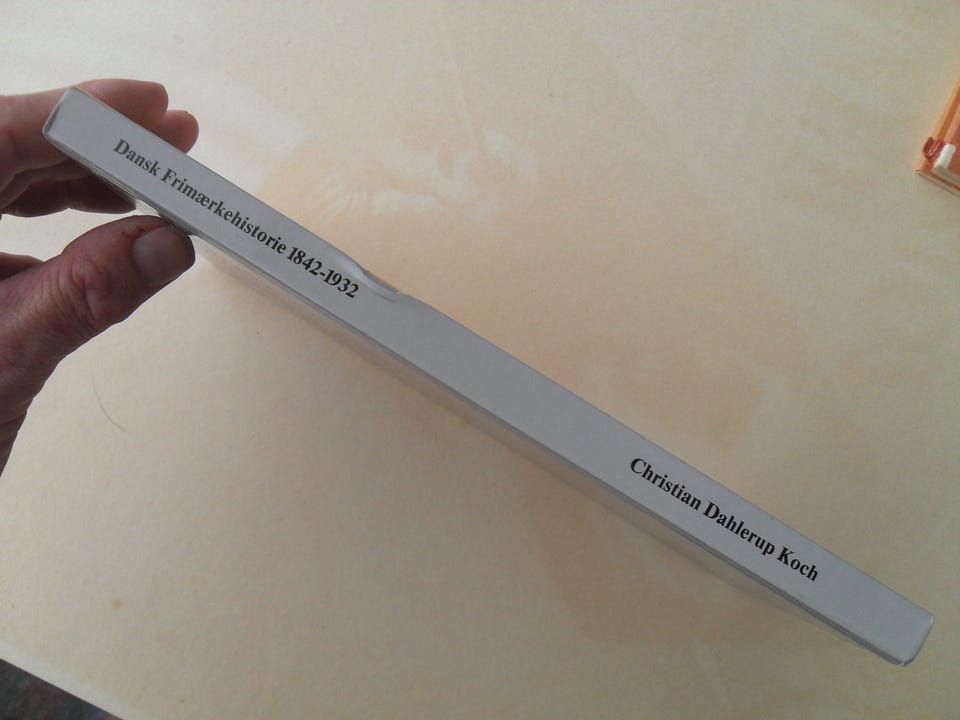 Dansk Frimærkehistorie 1842-1932
Christian Dahlerup Koch